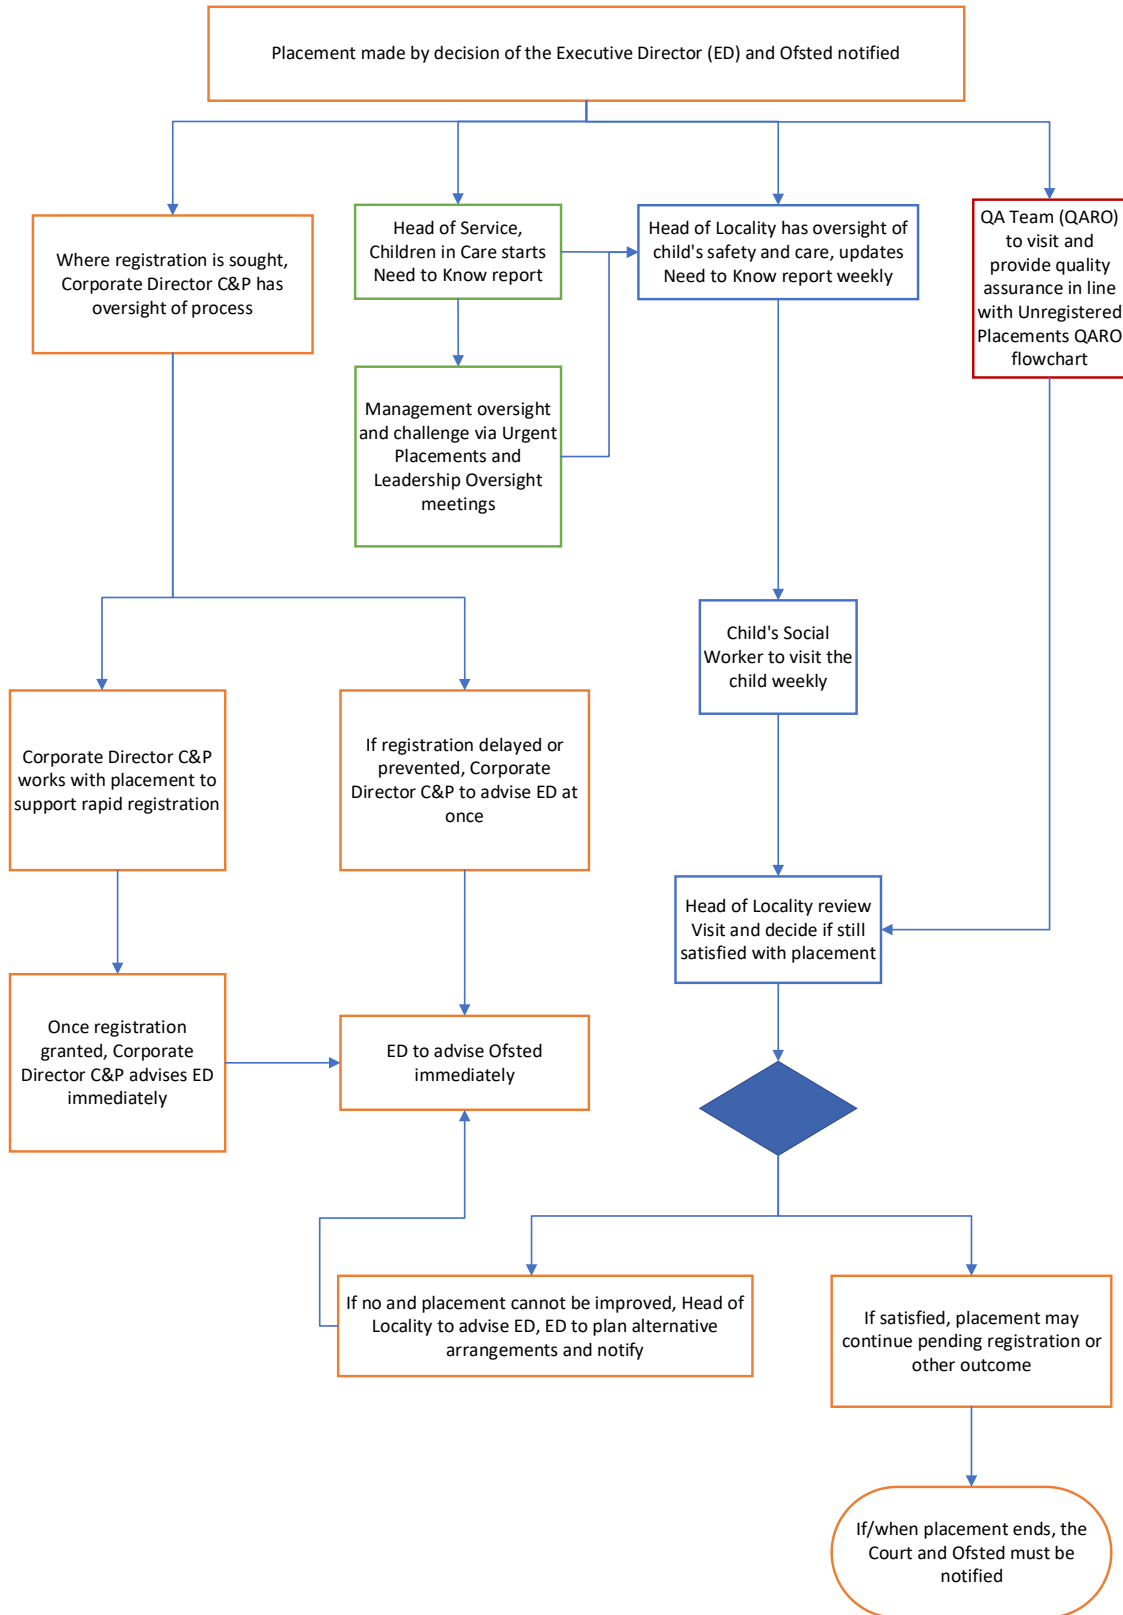 Placement made by decision of the Executive Director (ED) and Ofsted notified
Where registration is sought,
Corporate Director C&P has
oversight of process
Head of Service,
Children in Care starts
Need to Know report
Head of Locality has oversight of
child's safety and care, updates
Need to Know report weekly
QA Team (QARO)
to visit and
provide quality
assurance in line
with Unregistered
Placements QARO
flowchart
Management oversight
and challenge via Urgent
Placements and
Leadership Oversight
meetings
Child's Social
Worker to visit the
child weekly
Corporate Director C&P
works with placement to
support rapid registration
If registration delayed or
prevented, Corporate
Director C&P to advise ED at
once
Head of Locality review
Visit and decide if still
satisfied with placement
Once registration
granted, Corporate
Director C&P advises ED
immediately
ED to advise Ofsted
immediately
If no and placement cannot be improved, Head of
Locality to advise ED, ED to plan alternative
arrangements and notify
If satisfied, placement may
continue pending registration or
other outcome
If/when placement ends, the
Court and Ofsted must be
notified